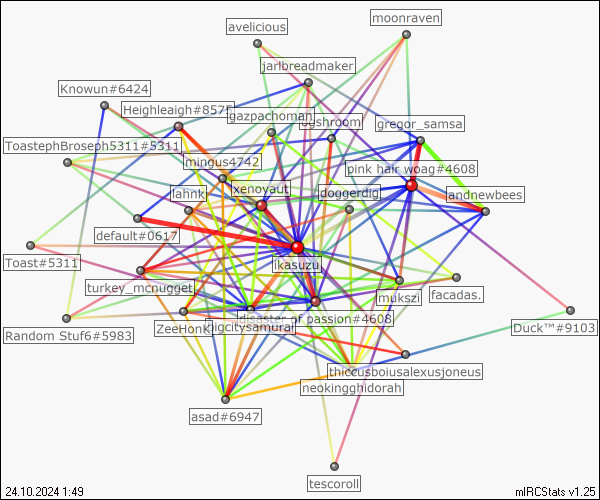 moonraven
avelicious
jarlbreadmaker
Knowun#6424
Heighleaigh#8575
gazpachoman
gregor_samsa
ToastephBroseph5311#5311
mingus4742
pink hair woag#4608
lahnk
xenoyaut
doggerdig
landnewbees
default#0617
ikasuzu
Toast#5311
turkey_mcnugget
mukszi
facadas.
disaster of passion#4608
Random Stuf6#5983
ZeeHonk
bigcitysamurai
Duck™#9103
thiccusboiusalexusjoneus
neokingghidorah
asad#6947
tescoroll
24.10.2024 1:49
mIRCStats v1.25